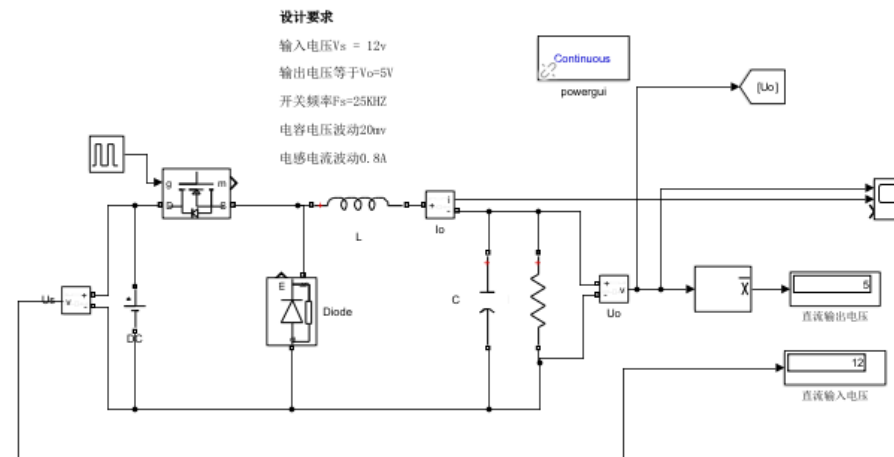 设计要求
输入电压Vs = 12v
输出电压等于Vo=5V
开关频率Fs=25KHZ
电容电压波动20mv
电感电流波动0.8A
Continuous
powergui
[Uo]
g
m
D
E
+
-
i
L
Io
Us
v
+
-
+
DC
E
Diode
C
+
-
v
Uo
X
5
直流输出电压
12
直流输入电压